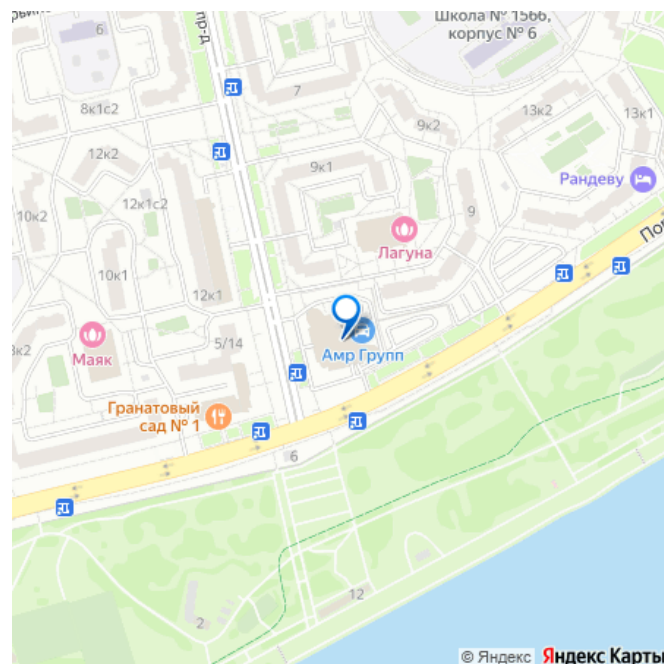 пр-д
6
Школа № 1566,
корпус № 6
7
8к1с2
13к2
13к1
9к2
12к2
9к1
Рандеву
12к1с2
10к2
9
Лагуна
10к1
12к1
5/14
Амр Групп
Маяк
Гранатовый
сад № 1
6
12
2
© Яндекс
Яндекс Карты